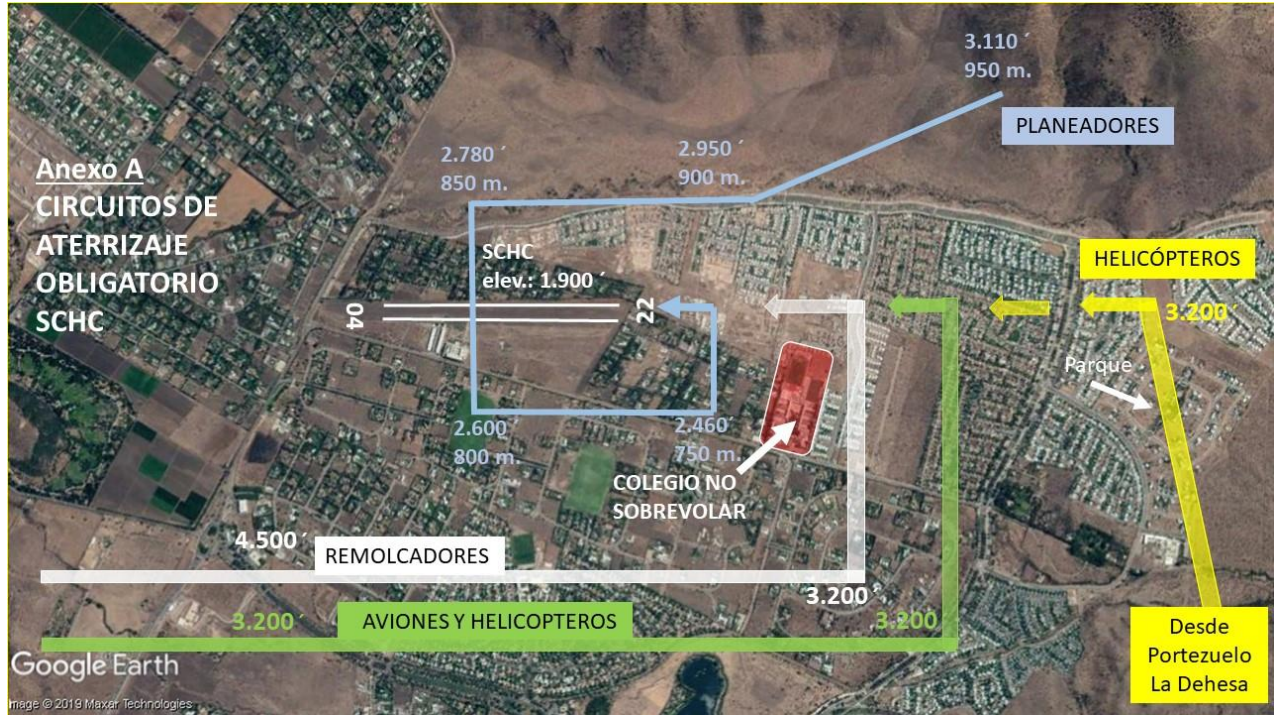 3.110 ´
950 m.
PLANEADORES
2.780 ´
850 m.
2.950 ´
900 m.
Anexo A
CIRCUITOS DE
ATERRIZAJE
OBLIGATORIO
SCHC
SCHC
elev.: 1.900 ´
HELICÓPTEROS
04
22
3.200´
Parque
2.600 ´
800 m.
2.460´
750 m.
COLEGIO NO
SOBREVOLAR
4.500´
REMOLCADORES
3.200´
3.200´
AVIONES Y HELICOPTEROS
3.200
Desde
Portezuelo
La Dehesa
Google Earth
Image © 2019 Maxar Technologies